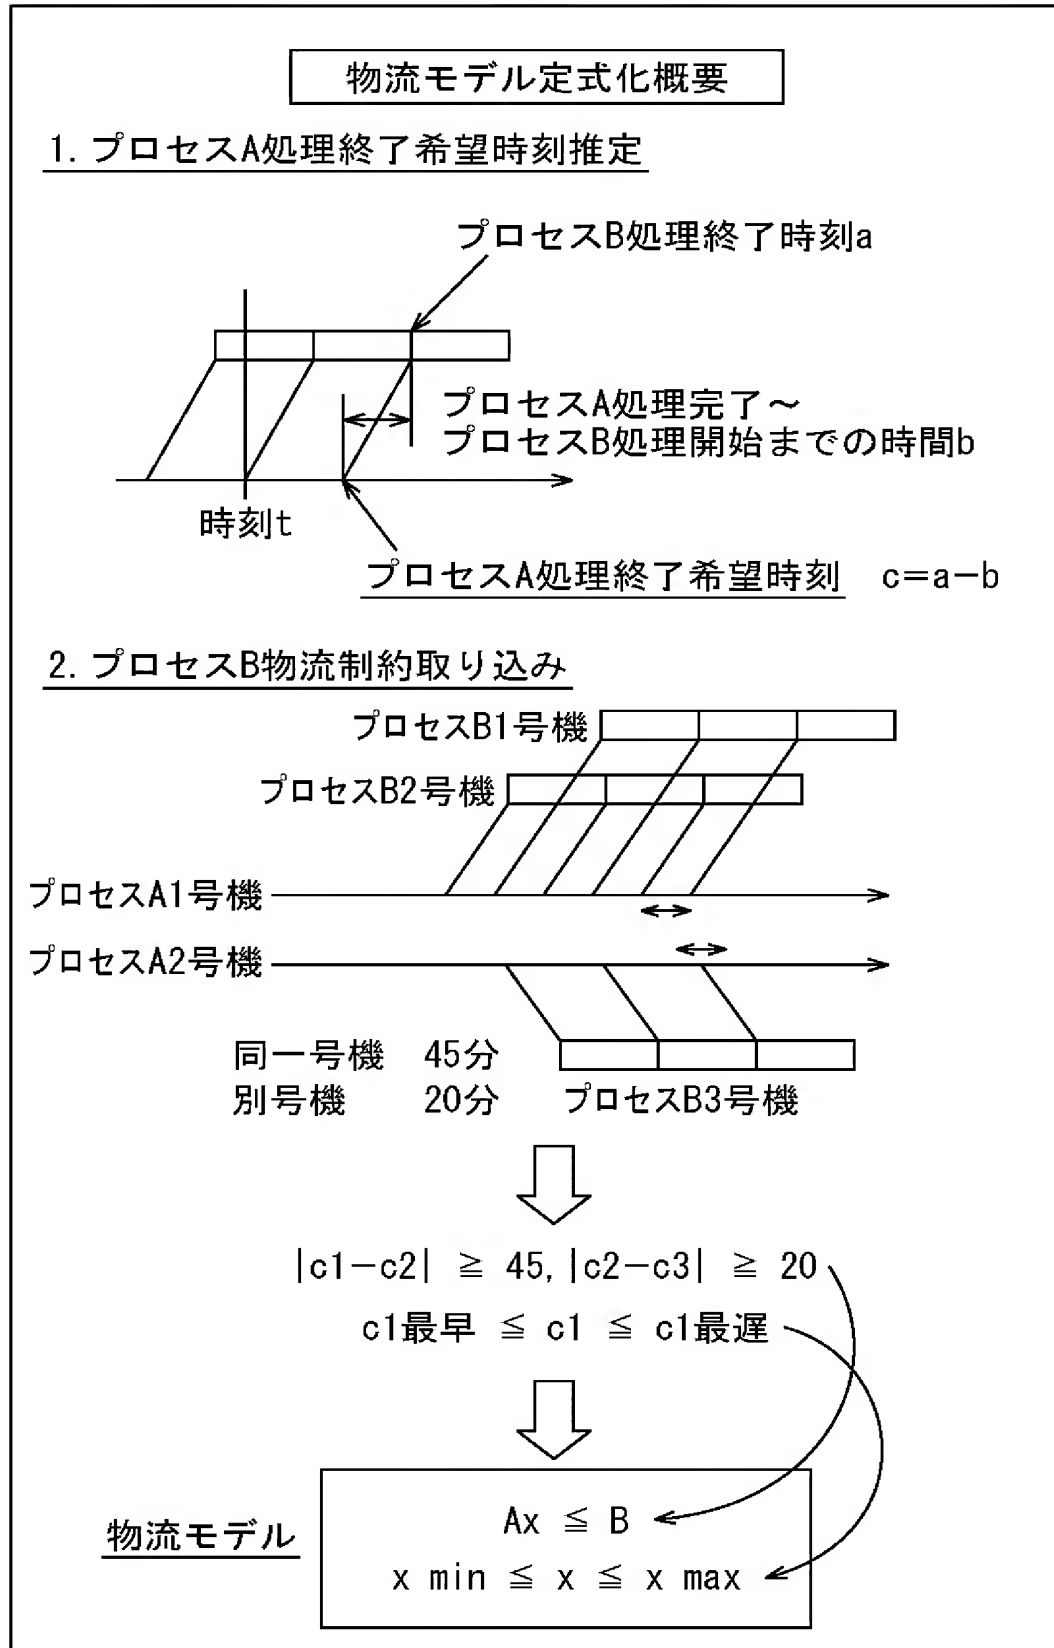 物流モデル定式化概要
1. プロセスA処理終了希望時刻推定
プロセスB処理終了時刻a
プロセスA処理完了～
プロセスB処理開始までの時間b
時刻t
プロセスA処理終了希望時刻 c=a-b
2. プロセスB物流制約取り込み
プロセスB1号機
プロセスB2号機
プロセスA1号機
プロセスA2号機
同一号機 45分
別号機 20分
プロセスB3号機
|c1-c2| ≧ 45, |c2-c3| ≧ 20
c1最早 ≦ c1 ≦ c1最遅
物流モデル
Ax ≦ B
x min ≦ x ≦ x max